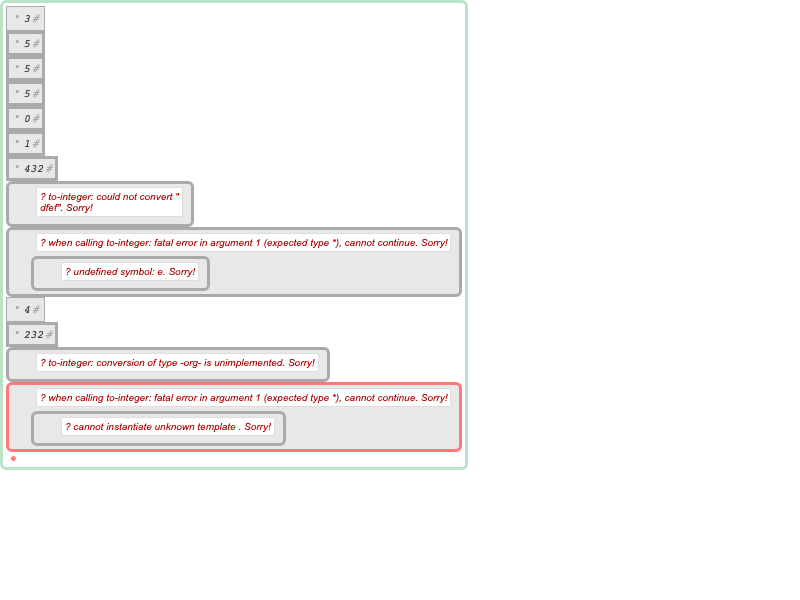 * 3 #
* 5 #
* 5 #
* 5 #
* 0 #
* 1 #
* 432 #
? to-integer: could not convert "
dfef". Sorry!
? when calling to-integer: fatal error in argument 1 (expected type *), cannot continue. Sorry!
? undefined symbol: e. Sorry!
* 4 #
* 232 #
? to-integer: conversion of type -org- is unimplemented. Sorry!
? when calling to-integer: fatal error in argument 1 (expected type *), cannot continue. Sorry!
? cannot instantiate unknown template . Sorry!